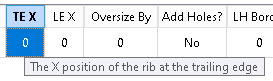 TE X LE X Oversize By Add Holes? LH Bor
0 0 0 No 0
The X position of the rib at the trailing edge